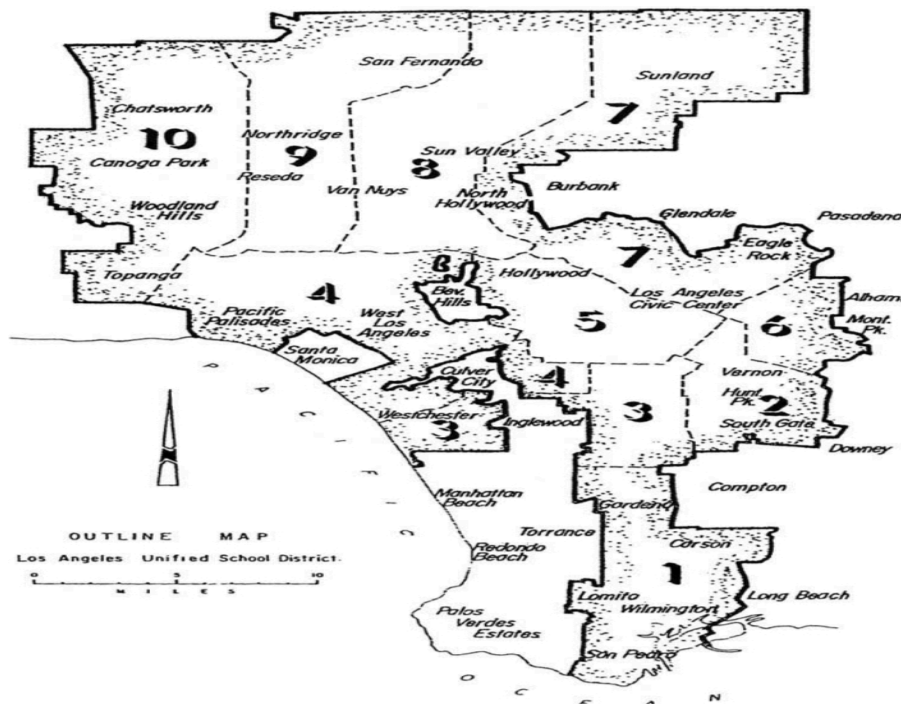 San Fernando
Sunland
Chatsworth
7
10
Northridge
9
Sun Valley
8
Canoga Park
Reseda
Van Nuys
North
Hollywood
Burbank
Woodland
Hills
Glendale
Pasadena
Eagle
Rock
7
Topanga
Hollywood
Bev.
Hills
4
Los Angeles
Civic Center
Alham
Pacific
Palisades
West
Los
Angeles
5
6
Mont.
Pk.
Santa
Monica
Culver
City
4
Vernon
Hunt.
Pk.
2
Westchester
3
Inglewood
3
South Gate
Downey
PACIFIC
Manhattan
Beach
Compton
Gardena
OUTLINE MAP
Torrance
Carson
Los Angeles Unified School District.
Redondo
Beach
1
0 5 10
MILES
Lomita
Wilmington
Long Beach
Palos
Verdes
Estates
San Pedro
OCEAN